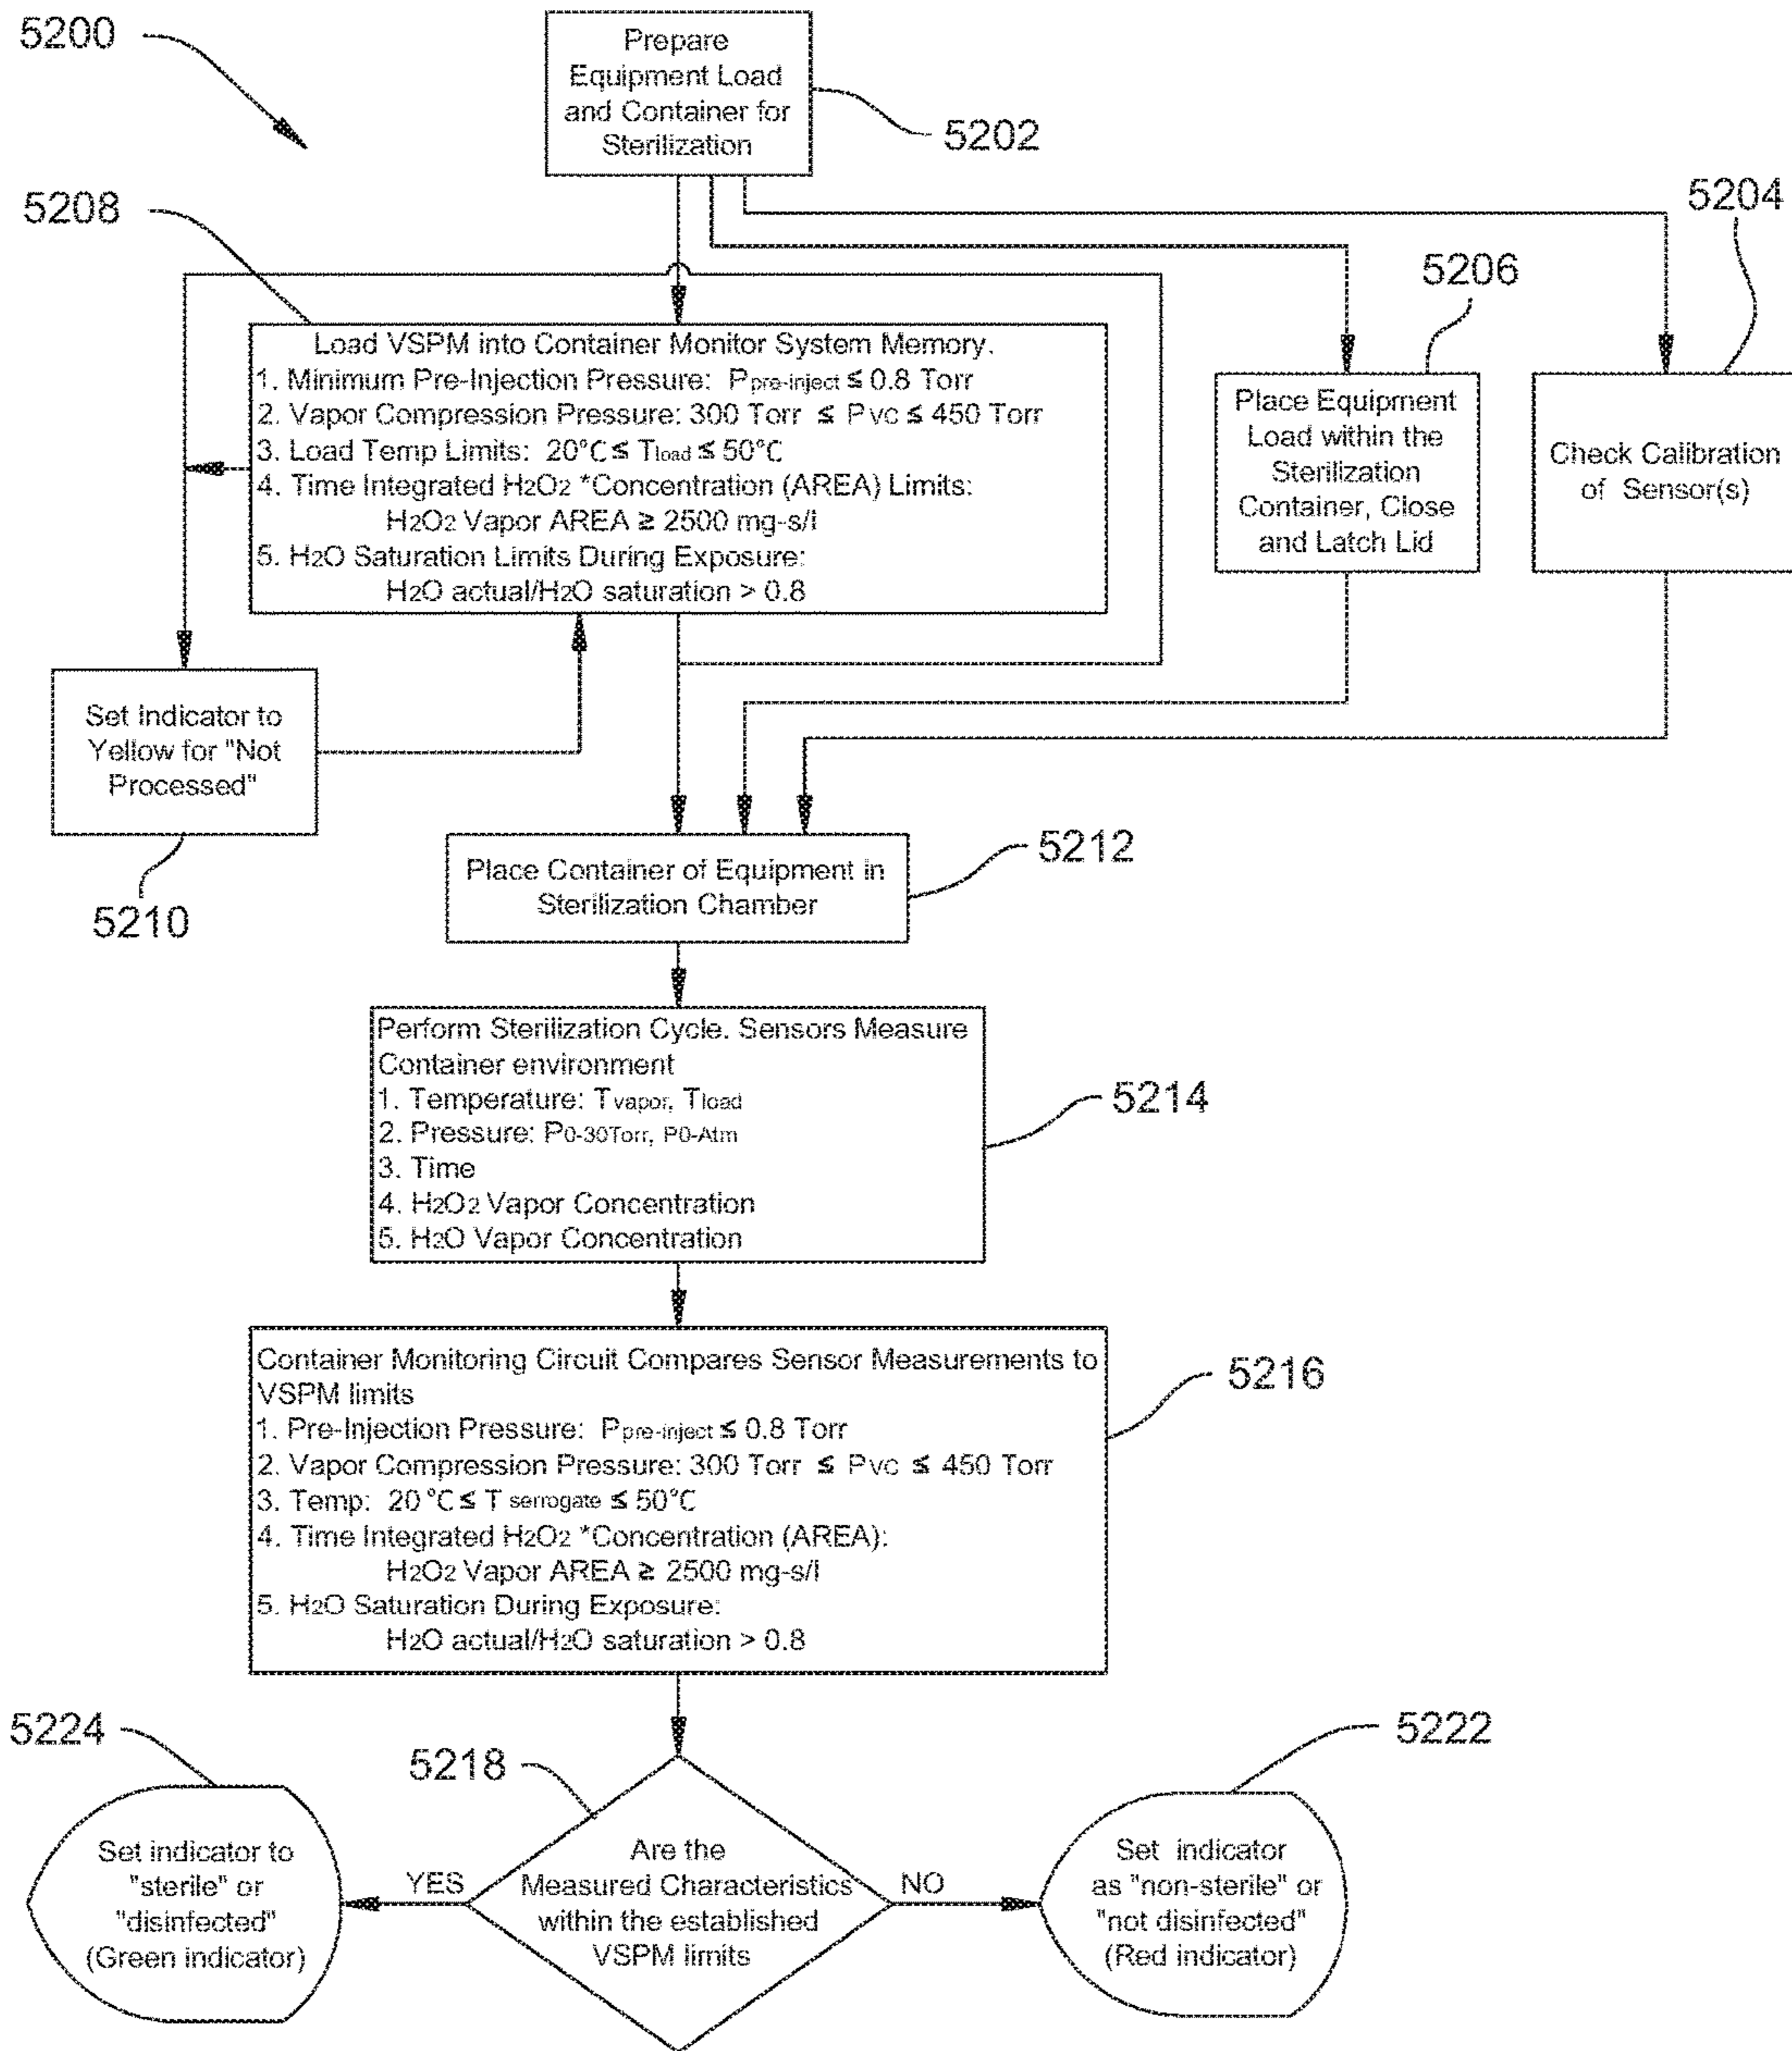 5200
Prepare
Equipment Load
and Container for
Sterilization
5202
5208
5204
5206
Load VSPM into Container Monitor System Memory.
1. Minimum Pre-Injection Pressure: Ppre-inject ≤ 0.8 Torr
2. Vapor Compression Pressure: 300 Torr ≤ PVC ≤ 450 Torr
3. Load Temp Limits: 20°C ≤ Tload ≤ 50°C
4. Time Integrated H2O2 *Concentration (AREA) Limits:
H2O2 Vapor AREA ≥ 2500 mg-s/l
5. H2O Saturation Limits During Exposure:
H2O actual/H2O saturation > 0.8
Place Equipment
Load within the
Sterilization
Container, Close
and Latch Lid
Check Calibration
of Sensor(s)
Set Indicator to
Yellow for "Not
Processed"
5210
Place Container of Equipment in
Sterilization Chamber
5212
Perform Sterilization Cycle. Sensors Measure
Container environment
1. Temperature: Tvapor, Tload
2. Pressure: P0-30Torr, P0-Atm
3. Time
4. H2O2 Vapor Concentration
5. H2O Vapor Concentration
5214
Container Monitoring Circuit Compares Sensor Measurements to
VSPM limits
1. Pre-Injection Pressure: Ppre-inject ≤ 0.8 Torr
2. Vapor Compression Pressure: 300 Torr ≤ PVC ≤ 450 Torr
3. Temp: 20 °C ≤ T serrogate ≤ 50°C
4. Time Integrated H2O2 *Concentration (AREA):
H2O2 Vapor AREA ≥ 2500 mg-s/l
5. H2O Saturation During Exposure:
H2O actual/H2O saturation > 0.8
5216
5224
5218
5222
Set indicator to
"sterile" or
"disinfected"
(Green indicator)
YES
Are the
Measured Characteristics
within the established
VSPM limits
NO
Set indicator
as "non-sterile" or
"not disinfected"
(Red indicator)